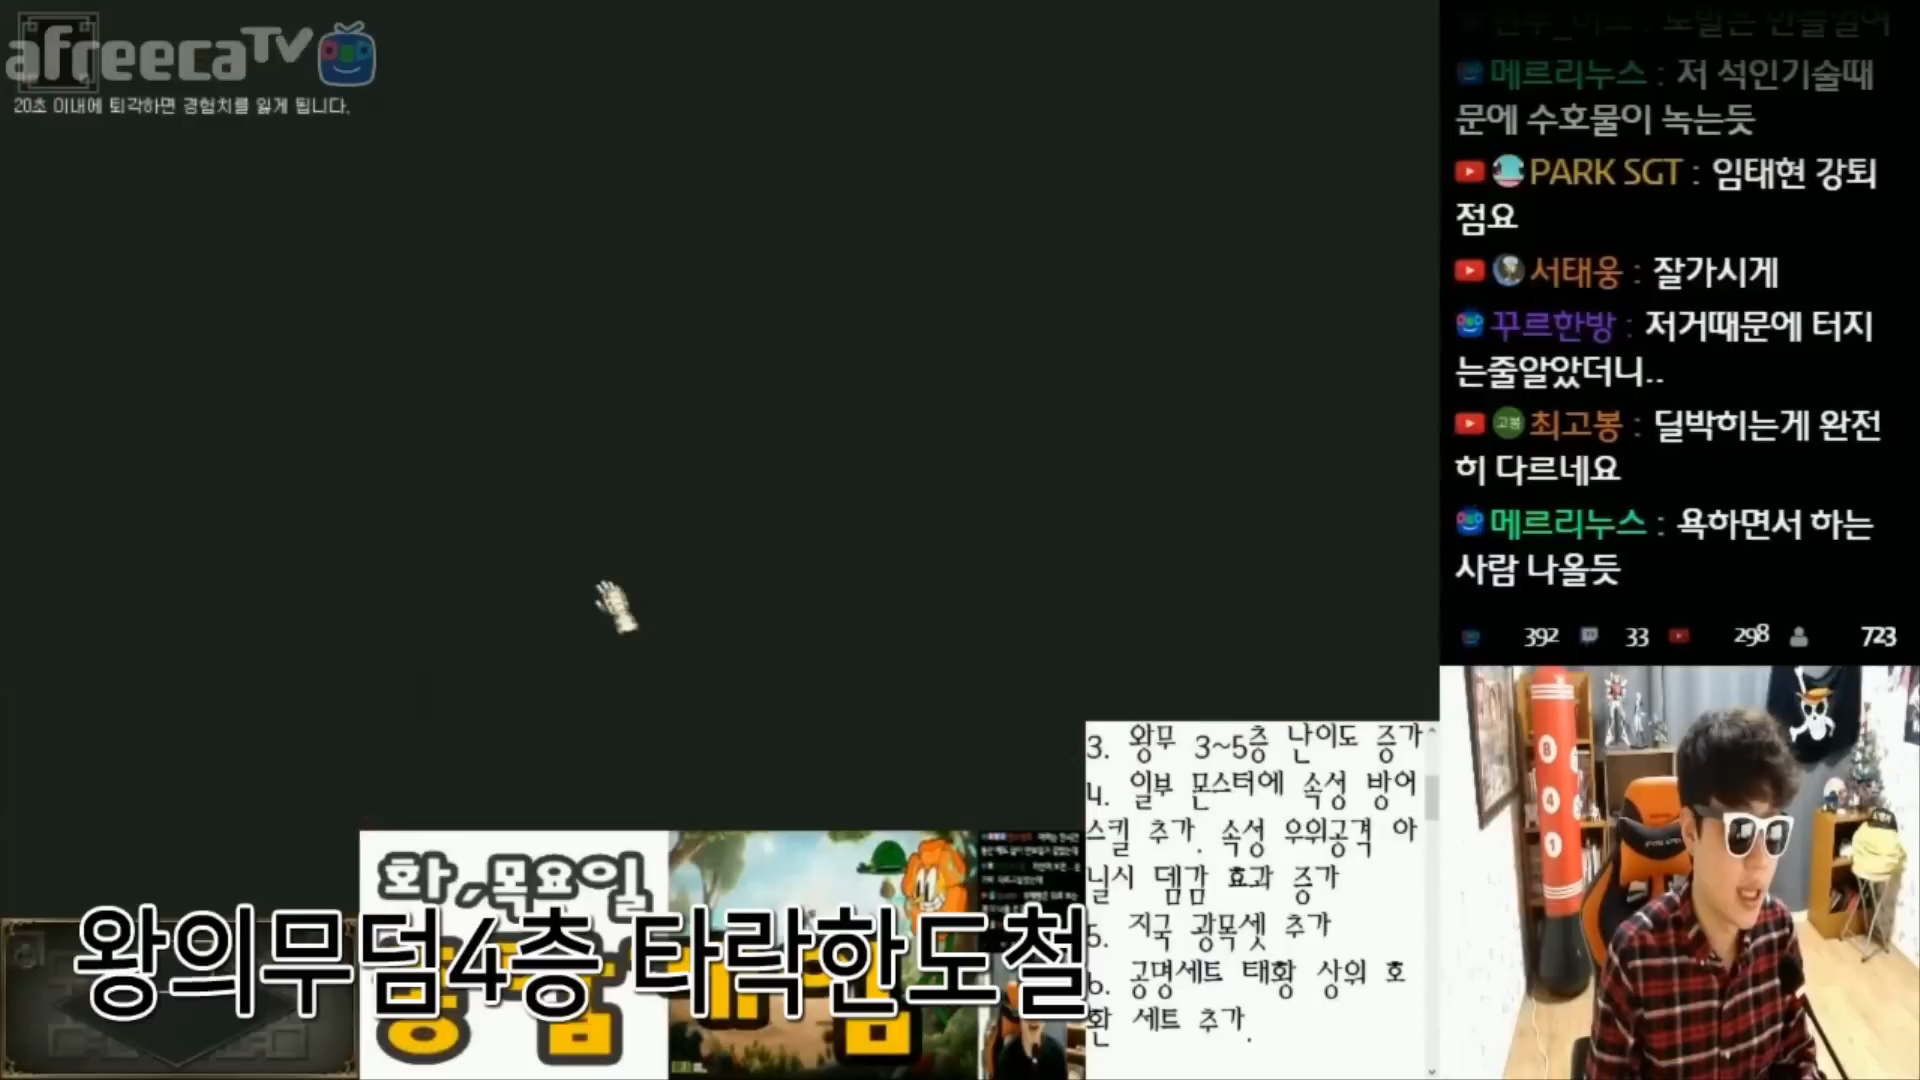 afreecaTV
20초 이내에 퇴각하면 경험치를 잃게 됩니다.
메르리누스 : 저 석인기술때
문에 수호물이 녹는듯
PARK SGT : 임태현 강퇴
점요
서태웅 : 잘가시게
꾸르한방 : 저거때문에 터지
는줄알았더니..
고봉 최고봉 : 딜박히는게 완전
히 다르네요
메르리누스 : 욕하면서 하는
사람 나올듯
392 33 298 723
3. 왕무 3~5층 난이도 증가
4. 일부 몬스터에 속성 방어
스킬 추가. 속성 우위공격 아
닐시 뎀감 효과 증가
5. 지국 광목셋 추가
6. 공명세트 태황 상위 호
환 세트 추가.
화,목요일
왕의무덤4층 타락한도철
8
4
1